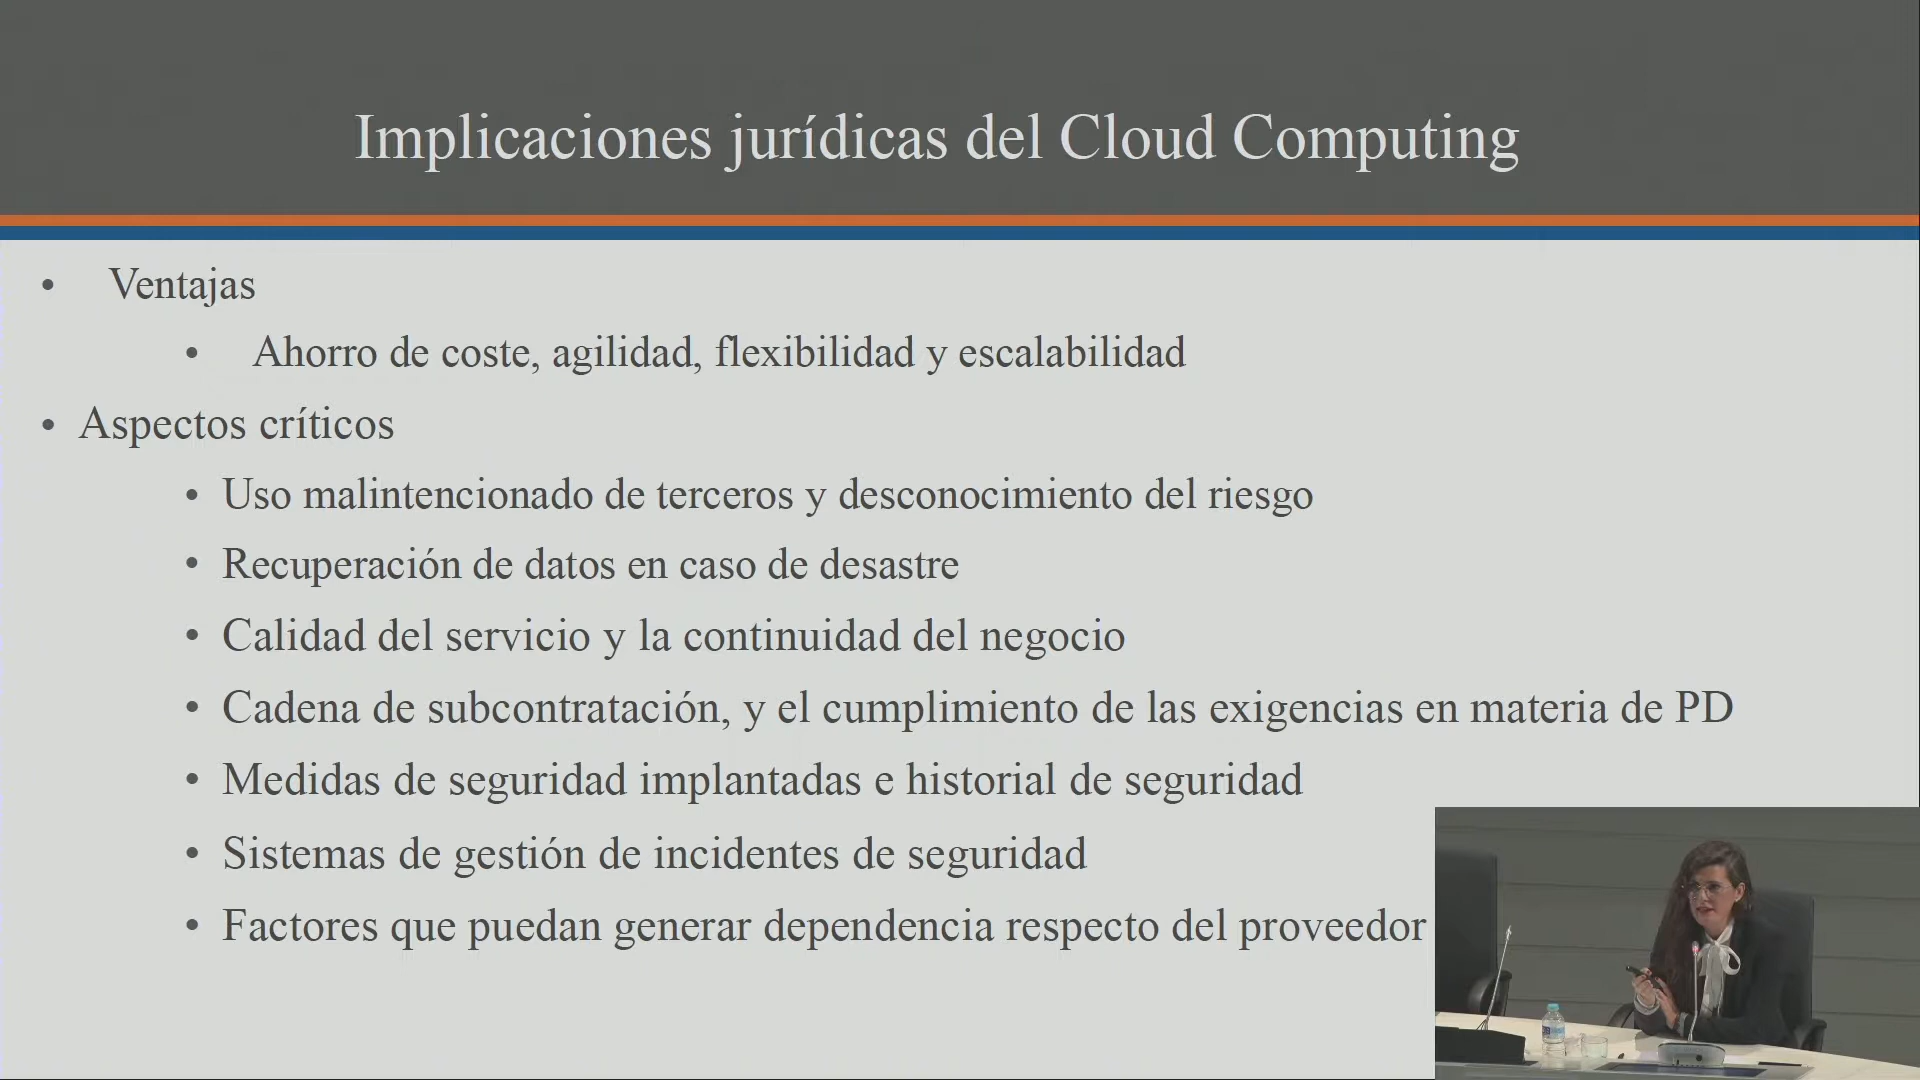 Implicaciones jurídicas del Cloud Computing
• Ventajas
• Ahorro de coste, agilidad, flexibilidad y escalabilidad
• Aspectos críticos
• Uso malintencionado de terceros y desconocimiento del riesgo
• Recuperación de datos en caso de desastre
• Calidad del servicio y la continuidad del negocio
• Cadena de subcontratación, y el cumplimiento de las exigencias en materia de PD
• Medidas de seguridad implantadas e historial de seguridad
• Sistemas de gestión de incidentes de seguridad
• Factores que puedan generar dependencia respecto del proveedor